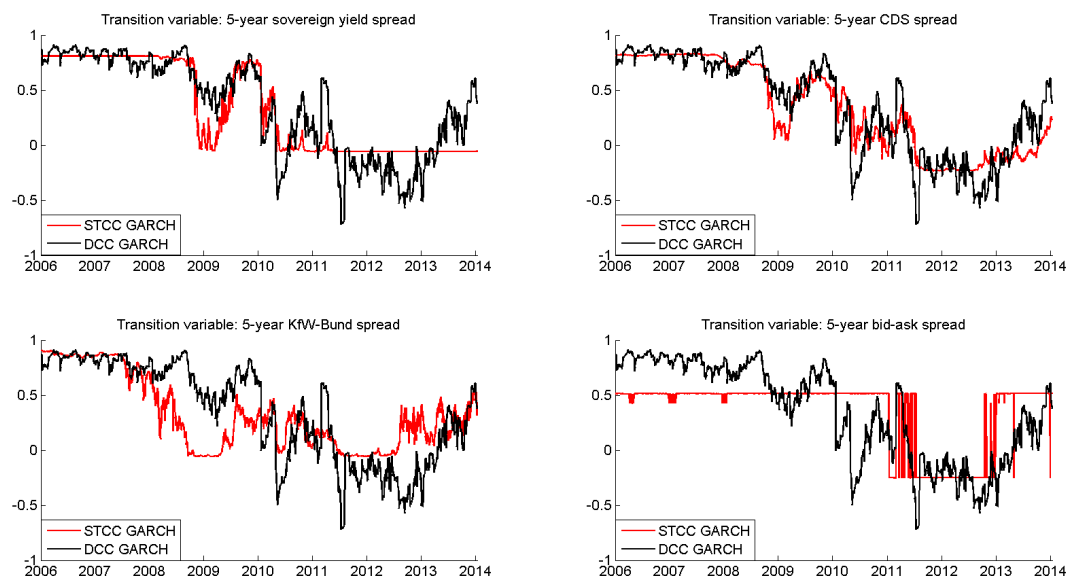 Transition variable: 5-year sovereign yield spread
1
0.5
0
-0.5
-1
STCC GARCH
DCC GARCH
2006 2007 2008 2009 2010 2011 2012 2013 2014
Transition variable: 5-year CDS spread
1
0.5
0
-0.5
-1
STCC GARCH
DCC GARCH
2006 2007 2008 2009 2010 2011 2012 2013 2014
Transition variable: 5-year KfW-Bund spread
1
0.5
0
-0.5
-1
STCC GARCH
DCC GARCH
2006 2007 2008 2009 2010 2011 2012 2013 2014
Transition variable: 5-year bid-ask spread
1
0.5
0
-0.5
-1
STCC GARCH
DCC GARCH
2006 2007 2008 2009 2010 2011 2012 2013 2014